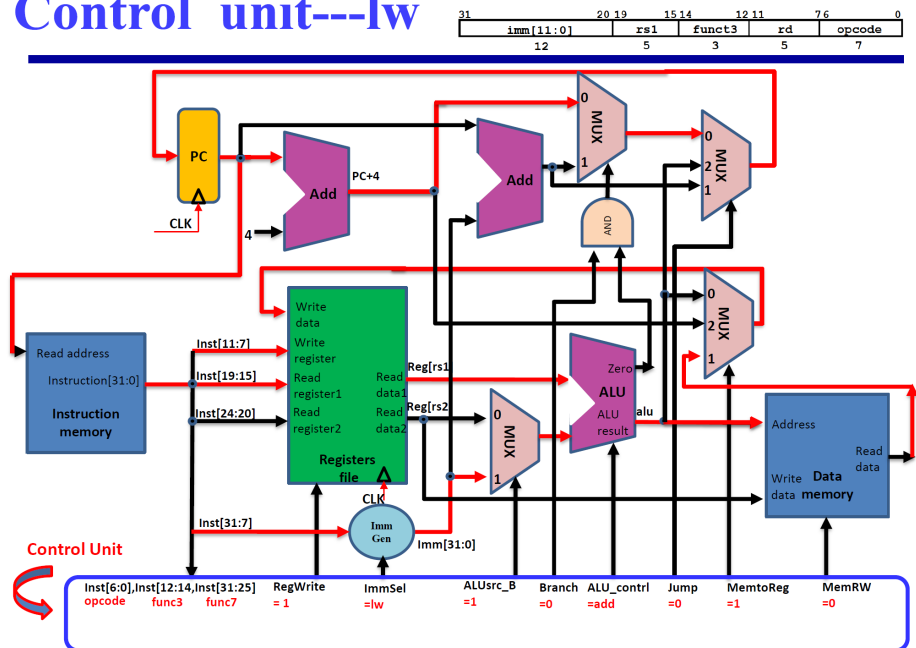 Control unit---lw
31 20 19 15 14 12 11 7 6 0
imm[11:0] rs1 funct3 rd opcode
12 5 3 5 7
0
MUX
1
0
MUX
2
1
PC
CLK
Add
PC+4
4
Add
AND
Write
data
Write
register
Read
register1
Read
register2
Read
data1
Read
data2
Registers
file
CLK
Inst[11:7]
Inst[19:15]
Inst[24:20]
Inst[31:7]
Read address
Instruction[31:0]
Instruction
memory
Reg[rs1
Reg[rs2
0
MUX
1
Zero
ALU
ALU
result
alu
0
MUX
2
1
Address
Read
data
Write
data
Data
memory
Imm
Gen
Imm[31:0]
Control Unit
Inst[6:0],Inst[12:14,Inst[31:25] RegWrite ImmSel ALUsrc_B Branch ALU_contrl Jump MemtoReg MemRW
opcode func3 func7 = 1 =lw =1 =0 =add =0 =1 =0